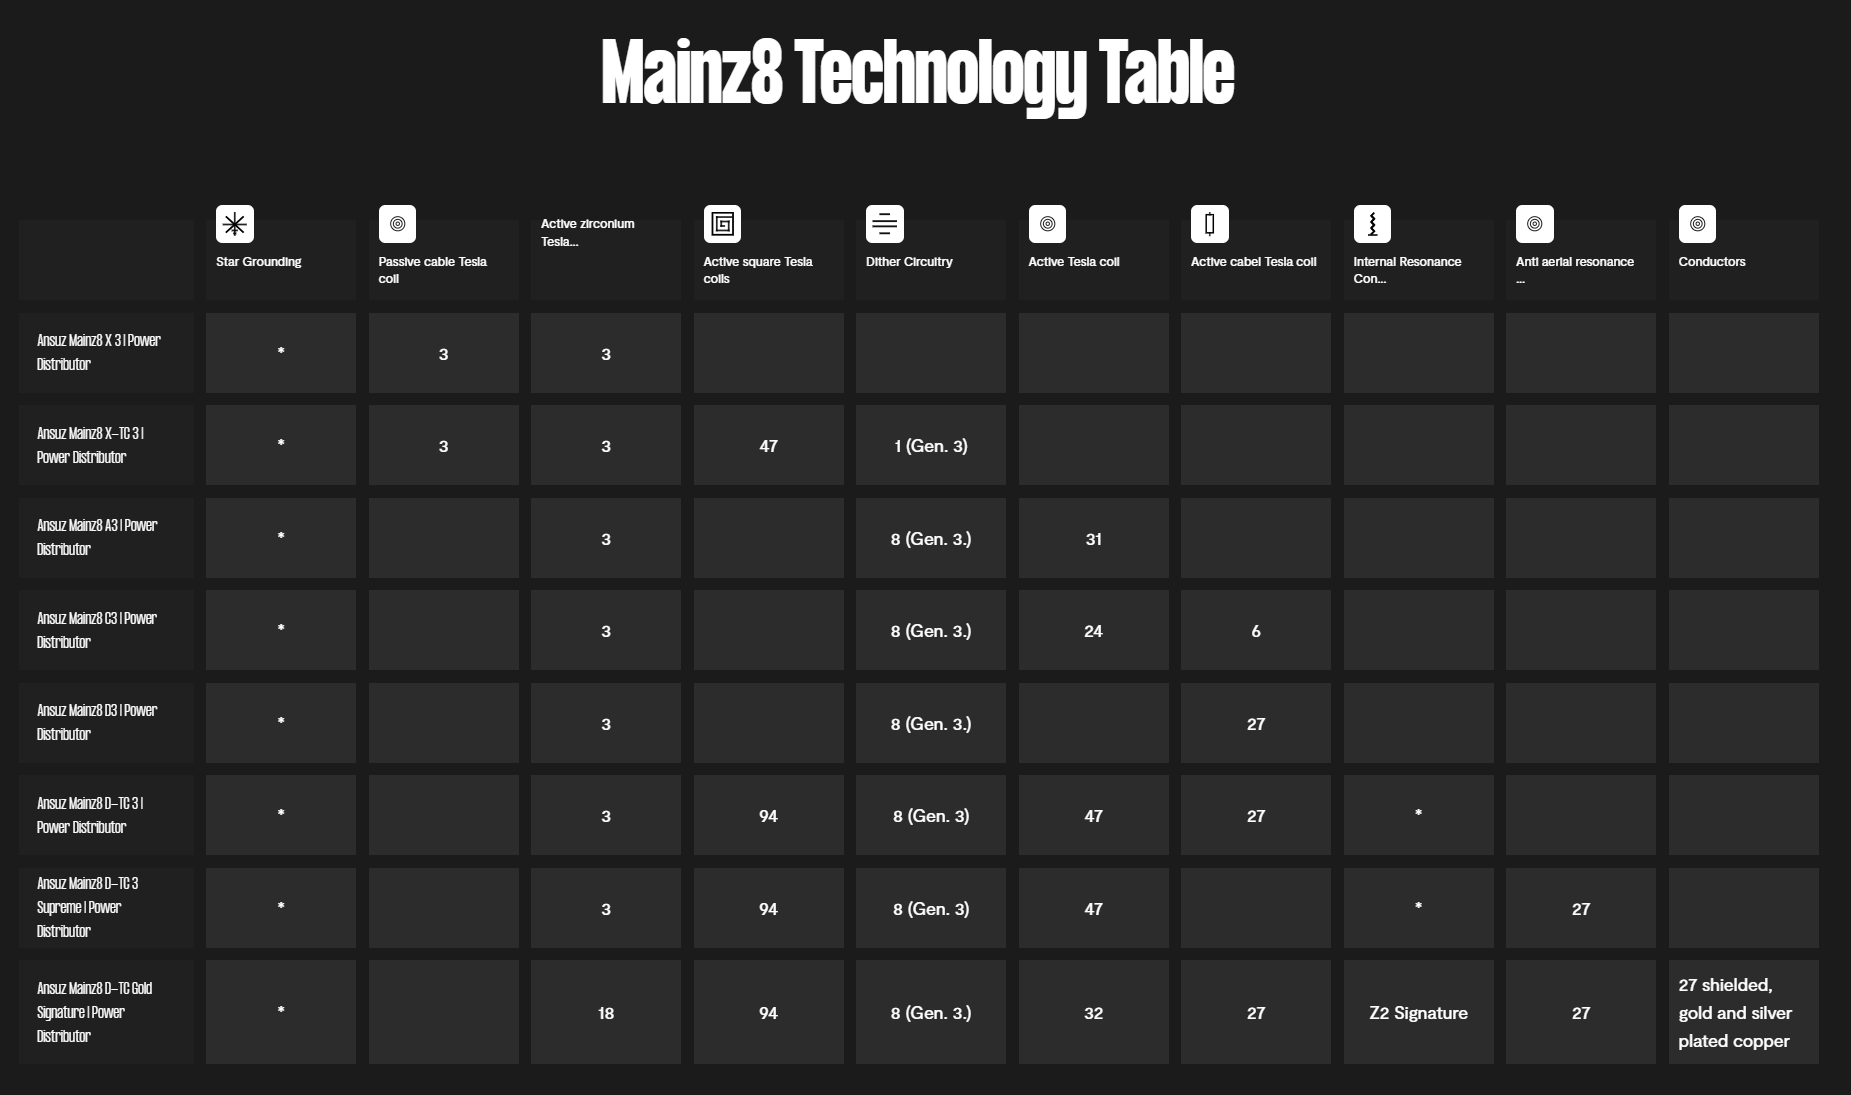 Mainz8 Technology Table
Star Grounding
Passive cable Tesla
coil
Active zirconium
Tesla...
Active square Tesla
coils
Dither Circuitry
Active Tesla coil
Active cabel Tesla coil
Internal Resonance
Con...
Anti aerial resonance
...
Conductors
Ansuz Mainz8 X 3 | Power
Distributor
*
3
3
Ansuz Mainz8 X-TC 3 |
Power Distributor
*
3
3
47
1 (Gen. 3)
Ansuz Mainz8 A3 | Power
Distributor
*
3
8 (Gen. 3.)
31
Ansuz Mainz8 C3 | Power
Distributor
*
3
8 (Gen. 3.)
24
6
Ansuz Mainz8 D3 | Power
Distributor
*
3
8 (Gen. 3.)
27
Ansuz Mainz8 D-TC 3 |
Power Distributor
*
3
94
8 (Gen. 3)
47
27
*
Ansuz Mainz8 D-TC 3
Supreme | Power
Distributor
*
3
94
8 (Gen. 3)
47
*
27
Ansuz Mainz8 D-TC Gold
Signature | Power
Distributor
*
18
94
8 (Gen. 3.)
32
27
Z2 Signature
27
27 shielded,
gold and silver
plated copper